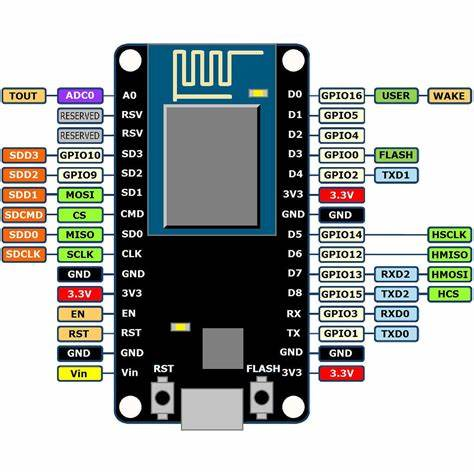 TOUT ADC0 A0 D0 GPIO16 USER WAKE
RESERVED RSV D1 GPIO5
RESERVED RSV D2 GPIO4
SDD3 GPIO10 SD3 D3 GPIO0 FLASH
SDD2 GPIO9 SD2 D4 GPIO2 TXD1
SDD1 MOSI SD1 3V3 3.3V
SDCMD CS CMD GND GND
SDD0 MISO SD0 D5 GPIO14 HSCLK
SDCLK SCLK CLK D6 GPIO12 HMISO
GND GND D7 GPIO13 RXD2 HMOSI
3.3V 3V3 D8 GPIO15 TXD2 HCS
EN EN RX GPIO3 RXD0
RST RST TX GPIO1 TXD0
GND GND GND GND
Vin Vin RST FLASH 3V3 3.3V